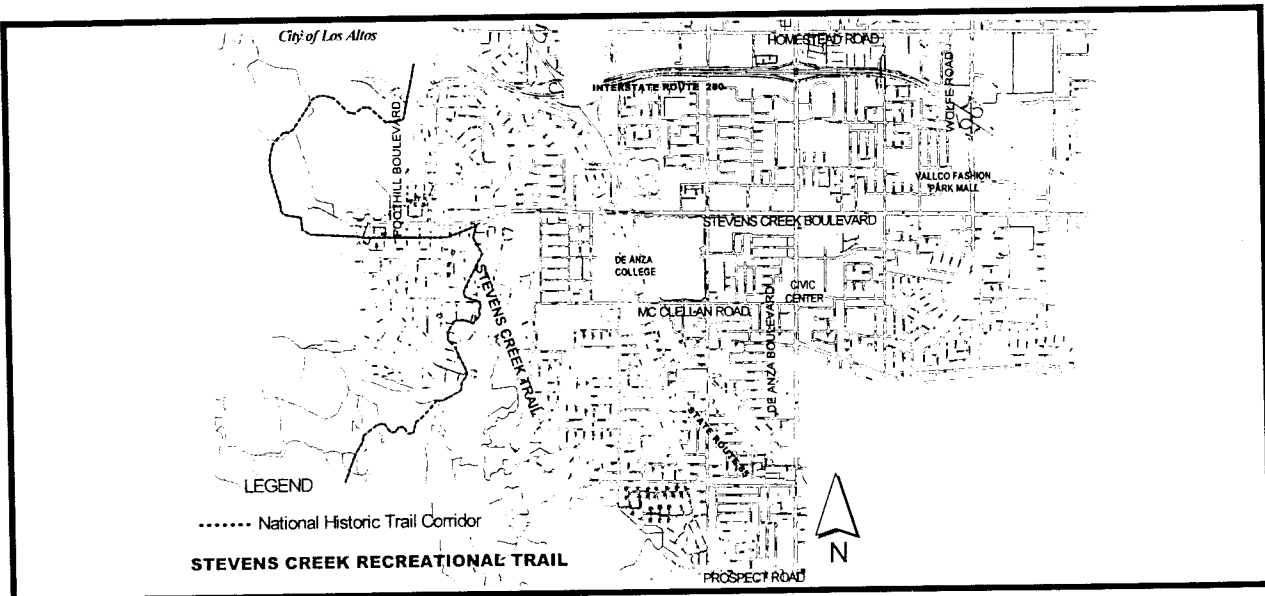 City of Los Altos
HOMESTEAD ROAD
INTERSTATE ROUTE 280
WOLFE ROAD
FOOTHILL BOULEVARD
VALLCO FASHION
PARK MALL
STEVENS CREEK BOULEVARD
DE ANZA
COLLEGE
STEVENS CREEK TRAIL
CIVIC
CENTER
MC CLELLAN ROAD
DE ANZA BOULEVARD
STATE ROUTE 85
LEGEND
National Historic Trail Corridor
STEVENS CREEK RECREATIONAL TRAIL
N
PROSPECT ROAD